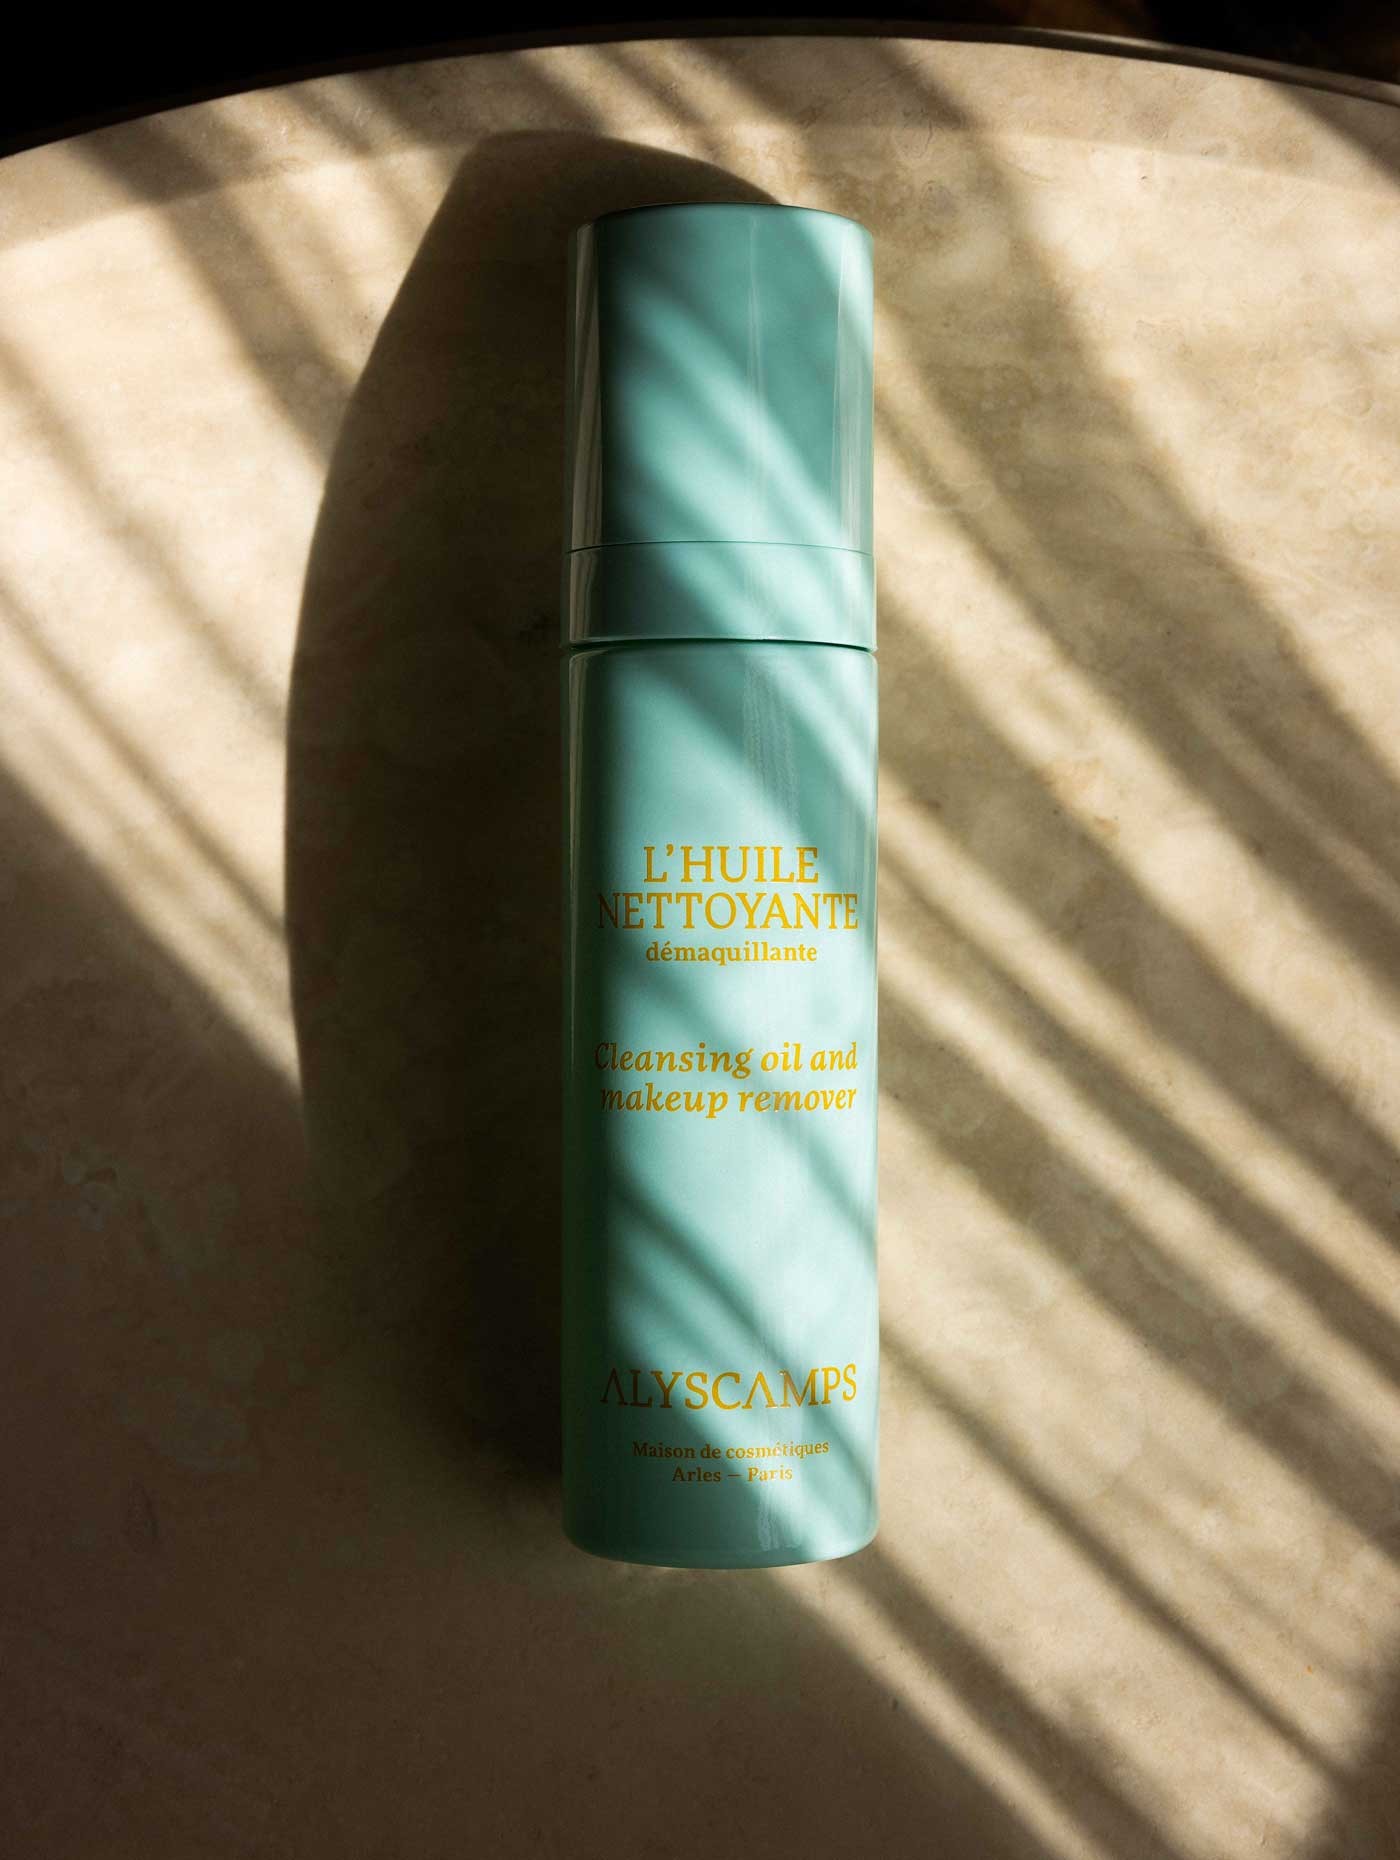 L'HUILE
NETTOYANTE
démaquillante
Cleansing oil and
makeup remover
ALYSCAMPS
Maison de cosmétiques
Arles — Paris